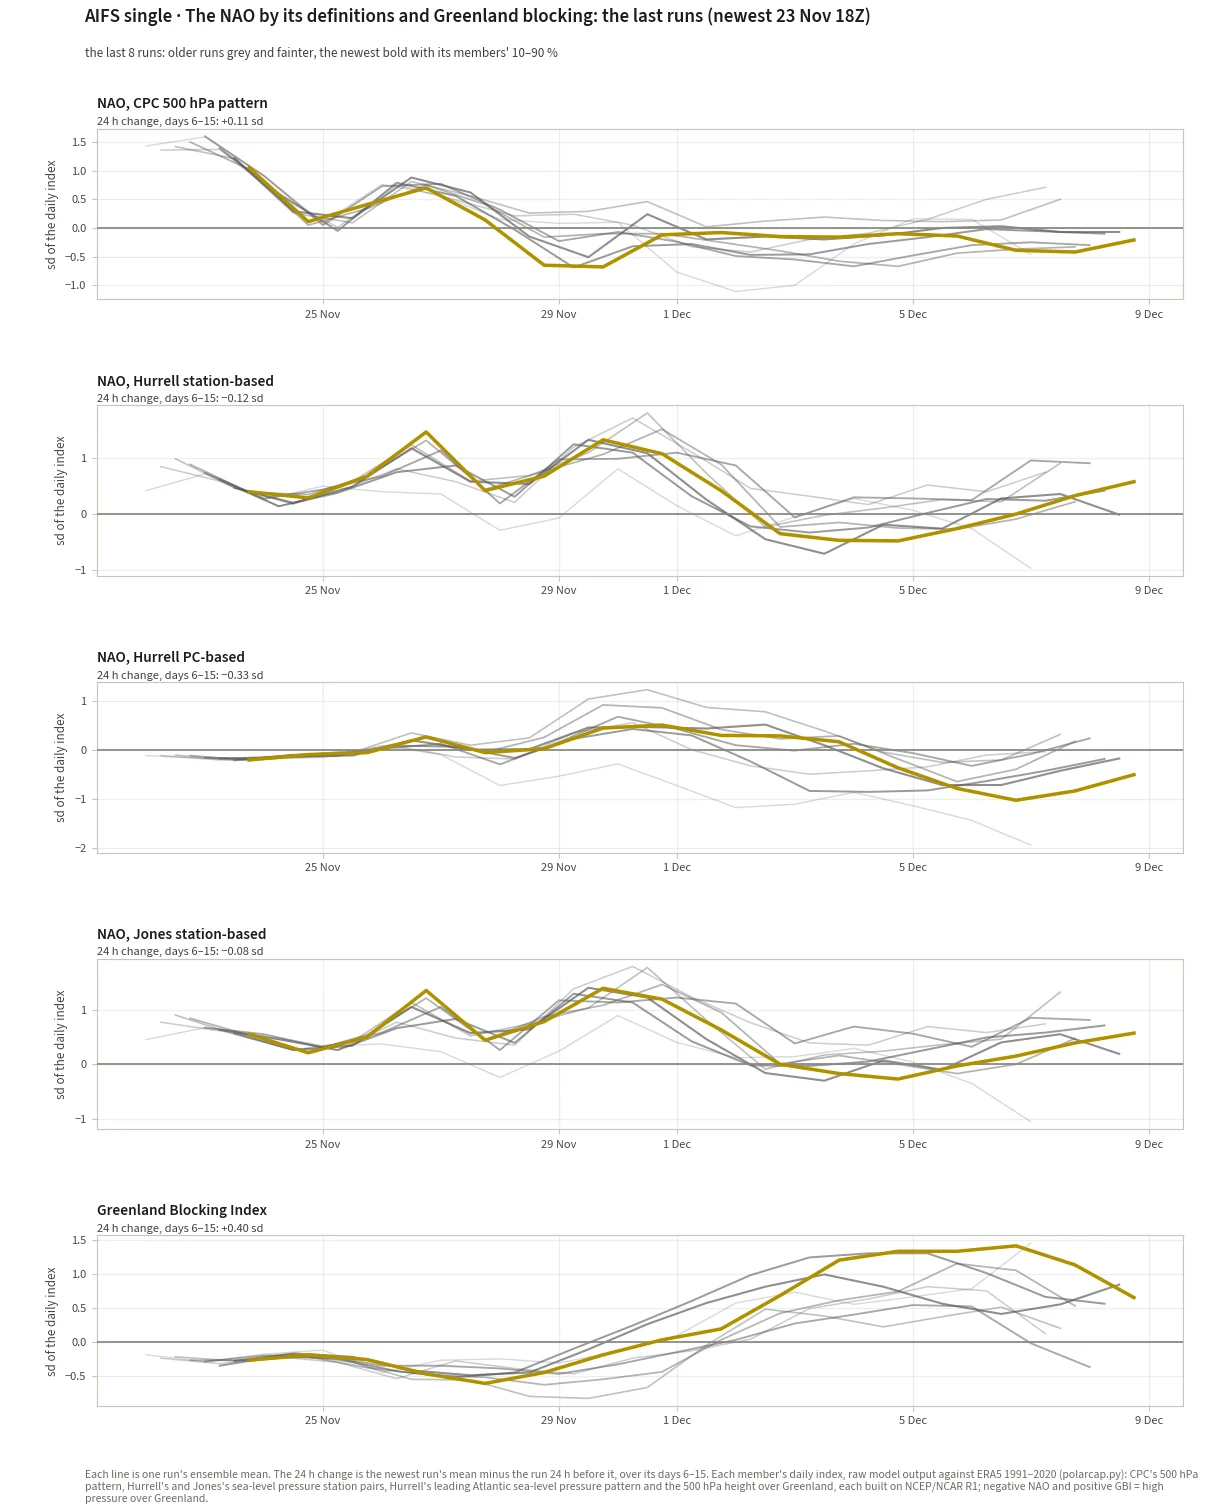 AIFS single · The NAO by its definitions and Greenland blocking: the last runs (newest 23 Nov 18Z)
the last 8 runs: older runs grey and fainter, the newest bold with its members' 10–90 %
NAO, CPC 500 hPa pattern
24 h change, days 6–15: +0.11 sd
sd of the daily index
1.5
1.0
0.5
0.0
−0.5
−1.0
25 Nov
29 Nov
1 Dec
5 Dec
9 Dec
NAO, Hurrell station-based
24 h change, days 6–15: −0.12 sd
sd of the daily index
1
0
−1
25 Nov
29 Nov
1 Dec
5 Dec
9 Dec
NAO, Hurrell PC-based
24 h change, days 6–15: −0.33 sd
sd of the daily index
1
0
−1
−2
25 Nov
29 Nov
1 Dec
5 Dec
9 Dec
NAO, Jones station-based
24 h change, days 6–15: −0.08 sd
sd of the daily index
1
0
−1
25 Nov
29 Nov
1 Dec
5 Dec
9 Dec
Greenland Blocking Index
24 h change, days 6–15: +0.40 sd
sd of the daily index
1.5
1.0
0.5
0.0
−0.5
25 Nov
29 Nov
1 Dec
5 Dec
9 Dec
Each line is one run's ensemble mean. The 24 h change is the newest run's mean minus the run 24 h before it, over its days 6–15. Each member's daily index, raw model output against ERA5 1991–2020 (polarcap.py): CPC's 500 hPa
pattern, Hurrell's and Jones's sea-level pressure station pairs, Hurrell's leading Atlantic sea-level pressure pattern and the 500 hPa height over Greenland, each built on NCEP/NCAR R1; negative NAO and positive GBI = high
pressure over Greenland.